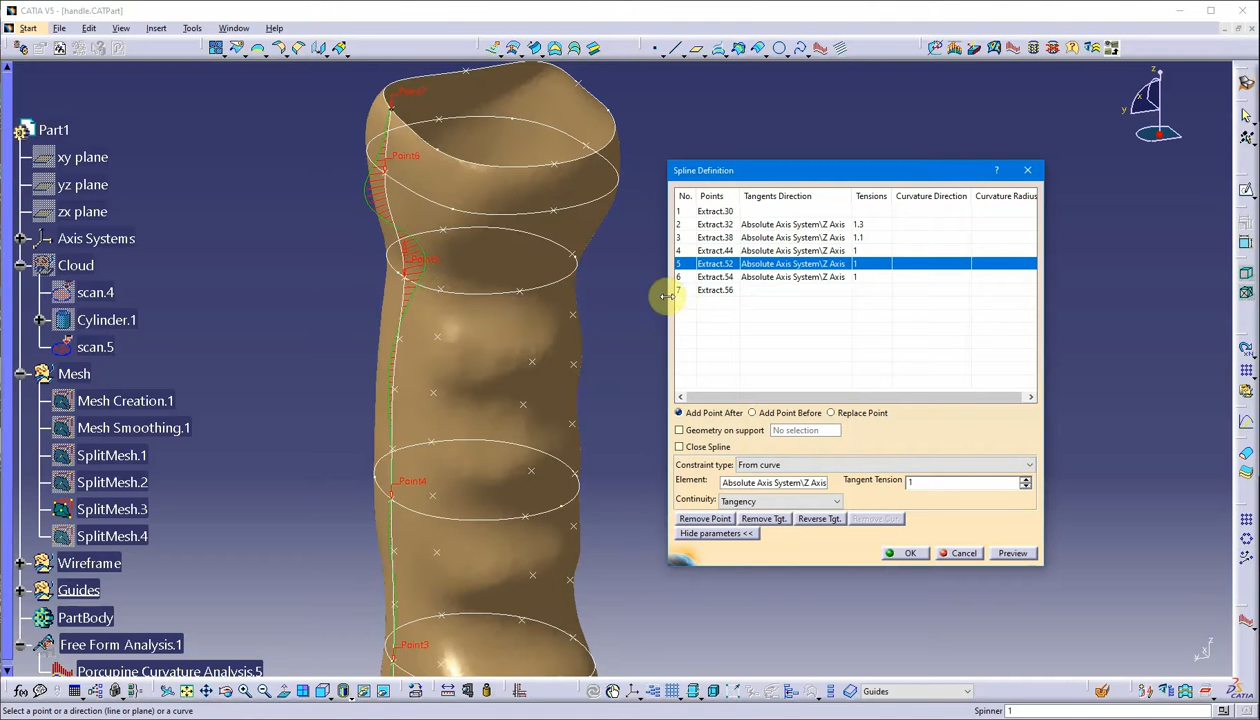 CATIA V5 - [handle.CATPart]
Start File Edit View Insert Tools Window Help
Part1
xy plane
yz plane
zx plane
Axis Systems
Cloud
scan.4
Cylinder.1
scan.5
Mesh
Mesh Creation.1
Mesh Smoothing.1
SplitMesh.1
SplitMesh.2
SplitMesh.3
SplitMesh.4
Wireframe
Guides
PartBody
Free Form Analysis.1
Porcupine Curvature Analysis.5
Point7
Point6
Point5
Point4
Point3
z
x
y
Spline Definition
No. Points Tangents Direction Tensions Curvature Direction Curvature Radius
1 Extract.30
2 Extract.32 Absolute Axis System\Z Axis 1.3
3 Extract.38 Absolute Axis System\Z Axis 1.1
4 Extract.44 Absolute Axis System\Z Axis 1
5 Extract.52 Absolute Axis System\Z Axis 1
6 Extract.54 Absolute Axis System\Z Axis 1
7 Extract.56
Add Point After Add Point Before Replace Point
Geometry on support No selection
Close Spline
Constraint type: From curve
Element: Absolute Axis System\Z Axis Tangent Tension 1
Continuity: Tangency
Remove Point Remove Tgt. Reverse Tgt. Remove Cur.
Hide parameters <<
OK Cancel Preview
Guides
CATIA
Select a point or a direction (line or plane) or a curve
Spinner 1